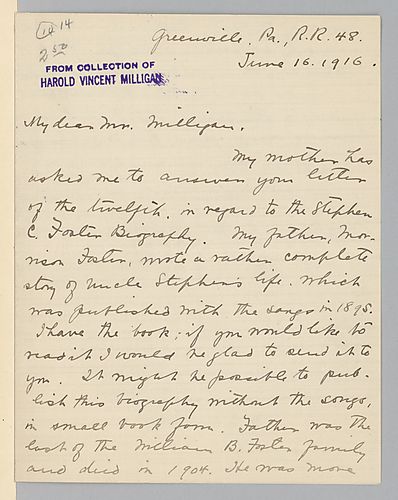 14 14
2.50
Greenville, Pa., R.R. 48.
June 16. 1916.
FROM COLLECTION OF
HAROLD VINCENT MILLIGAN
My dear Mr. Milligan.
My mother has
asked me to answer your letter
of the twelfth, in regard to the Stephen
C. Foster Biography. My father, Mor-
rison Foster, wrote a rather complete
story of Uncle Stephen's life. which
was published with the songs in 1895.
I have the book; if you would like to
read it I would be glad to send it to
you. It might be possible to pub-
lish this biography without the songs,
in small book form. Father was the
last of the William B. Foster family
and died in 1904. He was more